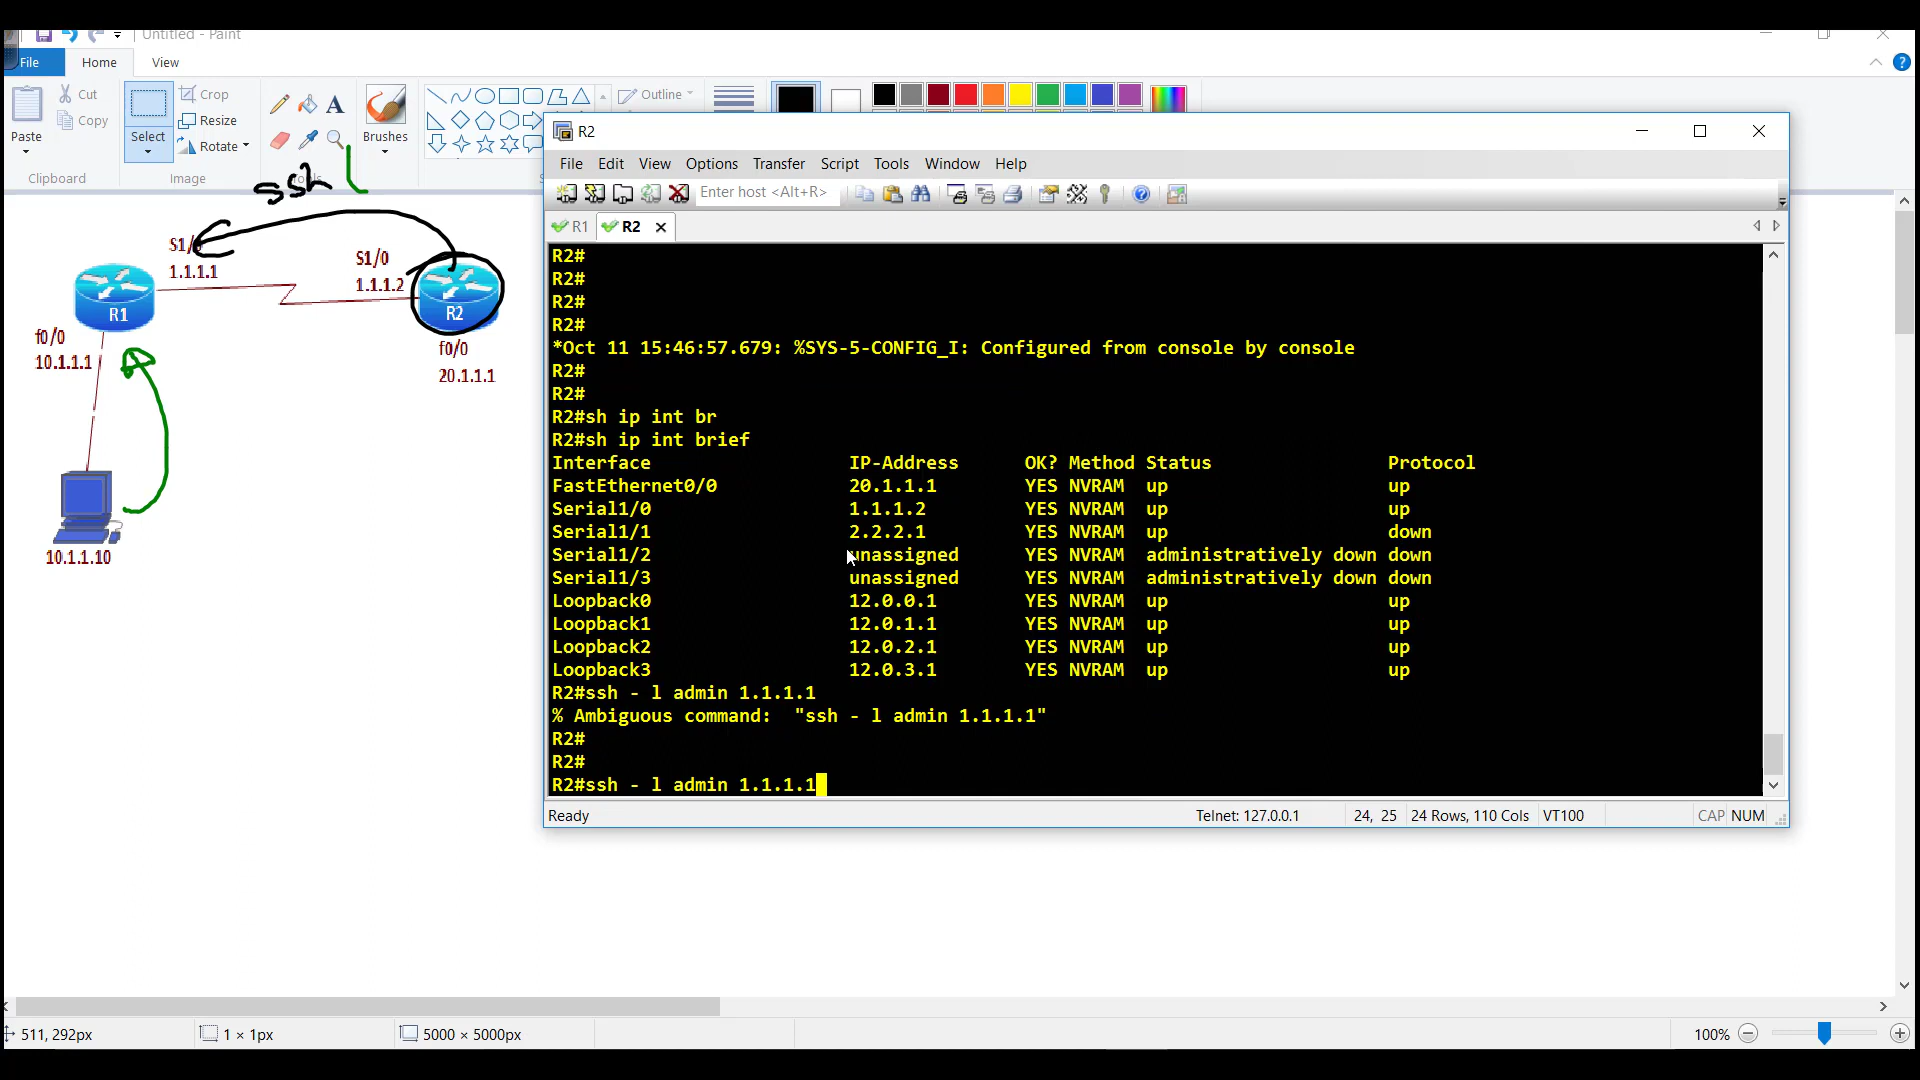 Untitled - Paint
File Home View
Paste
Cut
Copy
Clipboard
Select
Crop
Resize
Rotate
Image
Brushes
Outline
ssh
S1/
1.1.1.1
R1
f0/0
10.1.1.1
10.1.1.10
S1/0
1.1.1.2
R2
f0/0
20.1.1.1
R2
File Edit View Options Transfer Script Tools Window Help
Enter host <Alt+R>
R1 R2
R2#
R2#
R2#
R2#
*Oct 11 15:46:57.679: %SYS-5-CONFIG_I: Configured from console by console
R2#
R2#
R2#sh ip int br
R2#sh ip int brief
Interface IP-Address OK? Method Status Protocol
FastEthernet0/0 20.1.1.1 YES NVRAM up up
Serial1/0 1.1.1.2 YES NVRAM up up
Serial1/1 2.2.2.1 YES NVRAM up down
Serial1/2 unassigned YES NVRAM administratively down down
Serial1/3 unassigned YES NVRAM administratively down down
Loopback0 12.0.0.1 YES NVRAM up up
Loopback1 12.0.1.1 YES NVRAM up up
Loopback2 12.0.2.1 YES NVRAM up up
Loopback3 12.0.3.1 YES NVRAM up up
R2#ssh - l admin 1.1.1.1
% Ambiguous command: "ssh - l admin 1.1.1.1"
R2#
R2#
R2#ssh - l admin 1.1.1.1
Ready Telnet: 127.0.0.1 24, 25 24 Rows, 110 Cols VT100 CAP NUM
511, 292px 1 × 1px 5000 × 5000px 100%